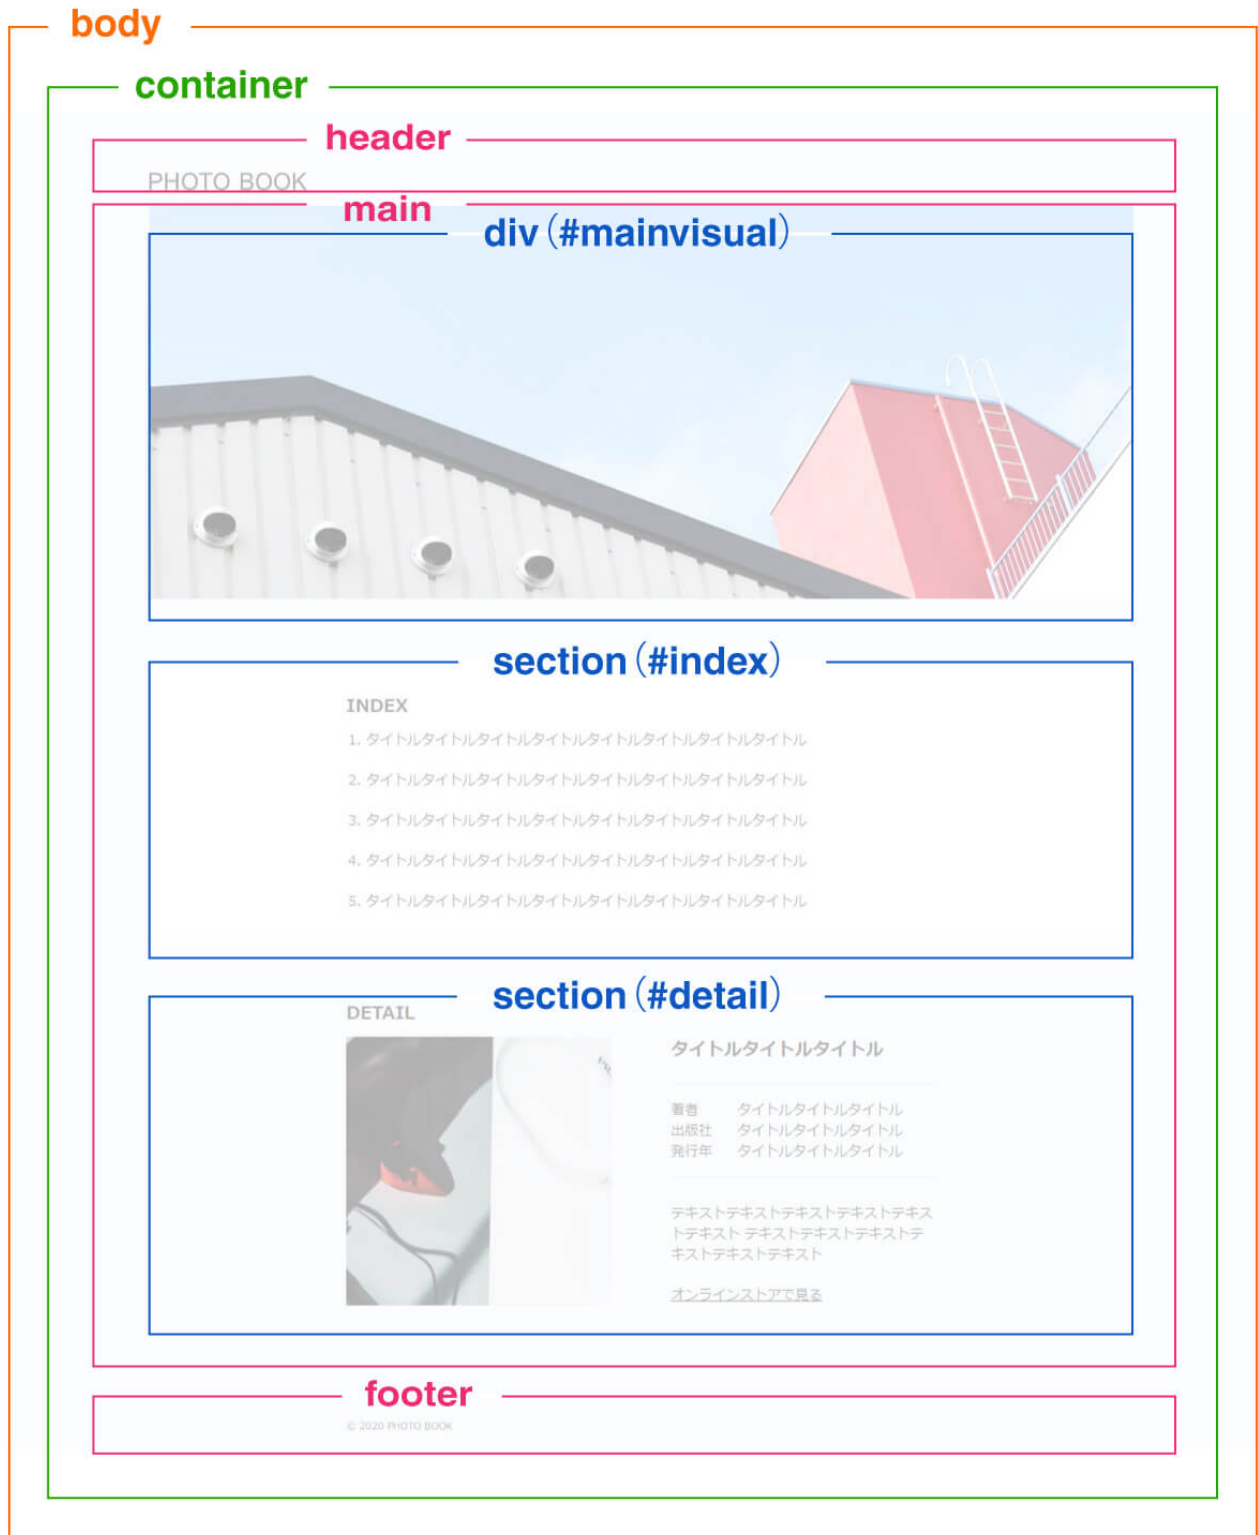 body
container
header
PHOTO BOOK
main
div（#mainvisual）
section（#index）
INDEX
1. タイトルタイトルタイトルタイトルタイトルタイトルタイトルタイトル
2. タイトルタイトルタイトルタイトルタイトルタイトルタイトルタイトル
3. タイトルタイトルタイトルタイトルタイトルタイトルタイトルタイトル
4. タイトルタイトルタイトルタイトルタイトルタイトルタイトルタイトル
5. タイトルタイトルタイトルタイトルタイトルタイトルタイトルタイトル
section（#detail）
DETAIL
タイトルタイトルタイトル
著者 タイトルタイトルタイトル
出版社 タイトルタイトルタイトル
発行年 タイトルタイトルタイトル
テキストテキストテキストテキストテキス
トテキスト テキストテキストテキストテ
キストテキストテキスト
オンラインストアで見る
footer
© 2020 PHOTO BOOK